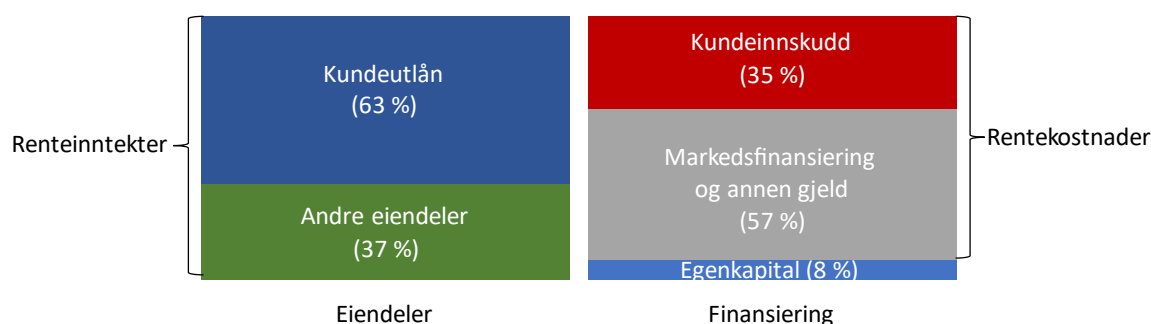 Kundeutlån
(63 %)
Andre eiendeler
(37 %)
Renteinntekter
Eiendeler
Kundeinnskudd
(35 %)
Markedsfinansiering
og annen gjeld
(57 %)
Egenkapital (8 %)
Rentekostnader
Finansiering